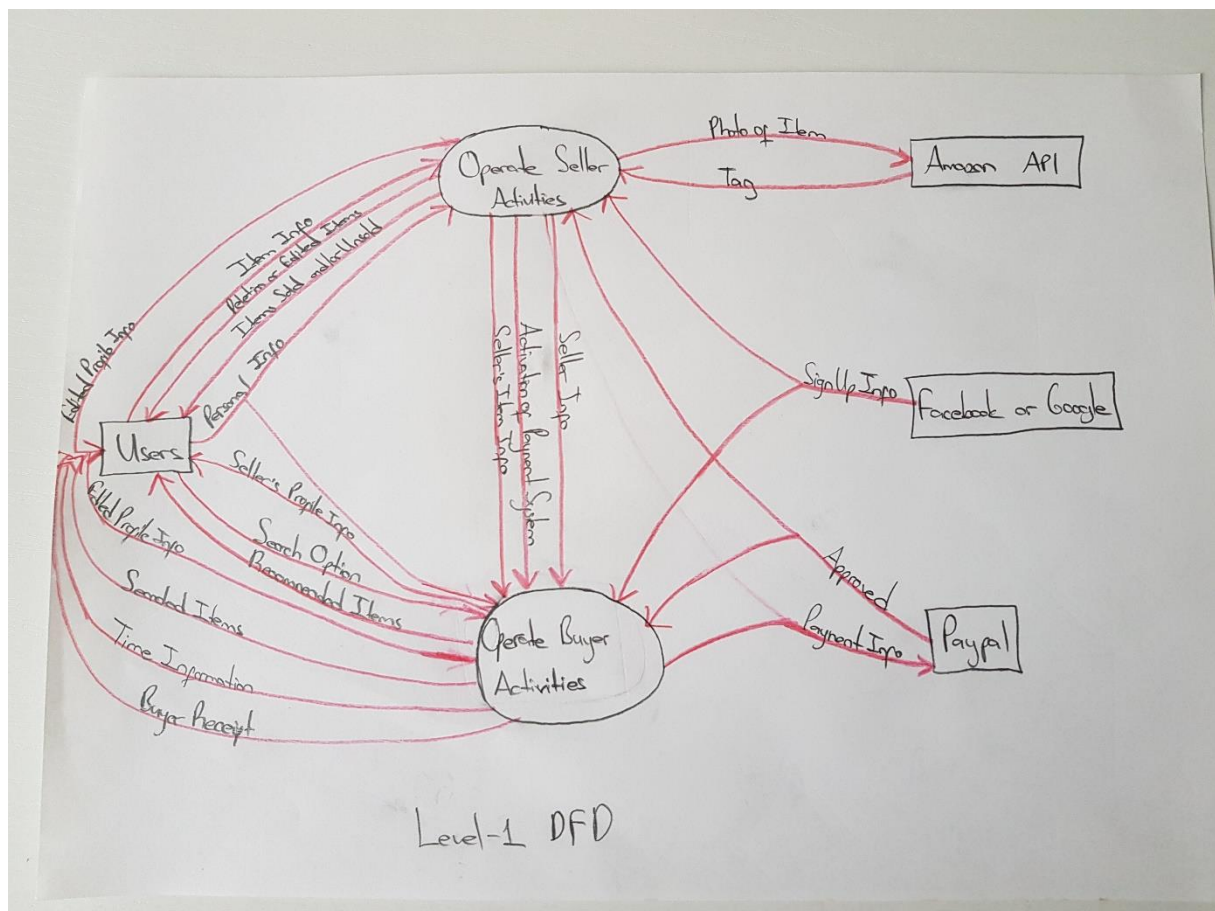 Photo of Item
Operate Seller
Activities
Amazon API
Tag
Item Info
Deletion or Edited Items
Items Sold and/or Unsold
Edited Profile Info
Personal Info
Seller's Item Info
Activation of Payment System
Seller Info
SignUp Info
Facebook or Google
Users
Seller's Profile Info
Edited Profile Info
Search Option
Recommended Items
Searched Items
Time Information
Buyer Receipt
Operate Buyer
Activities
Approved
Payment Info
Paypal
Level-1 DFD